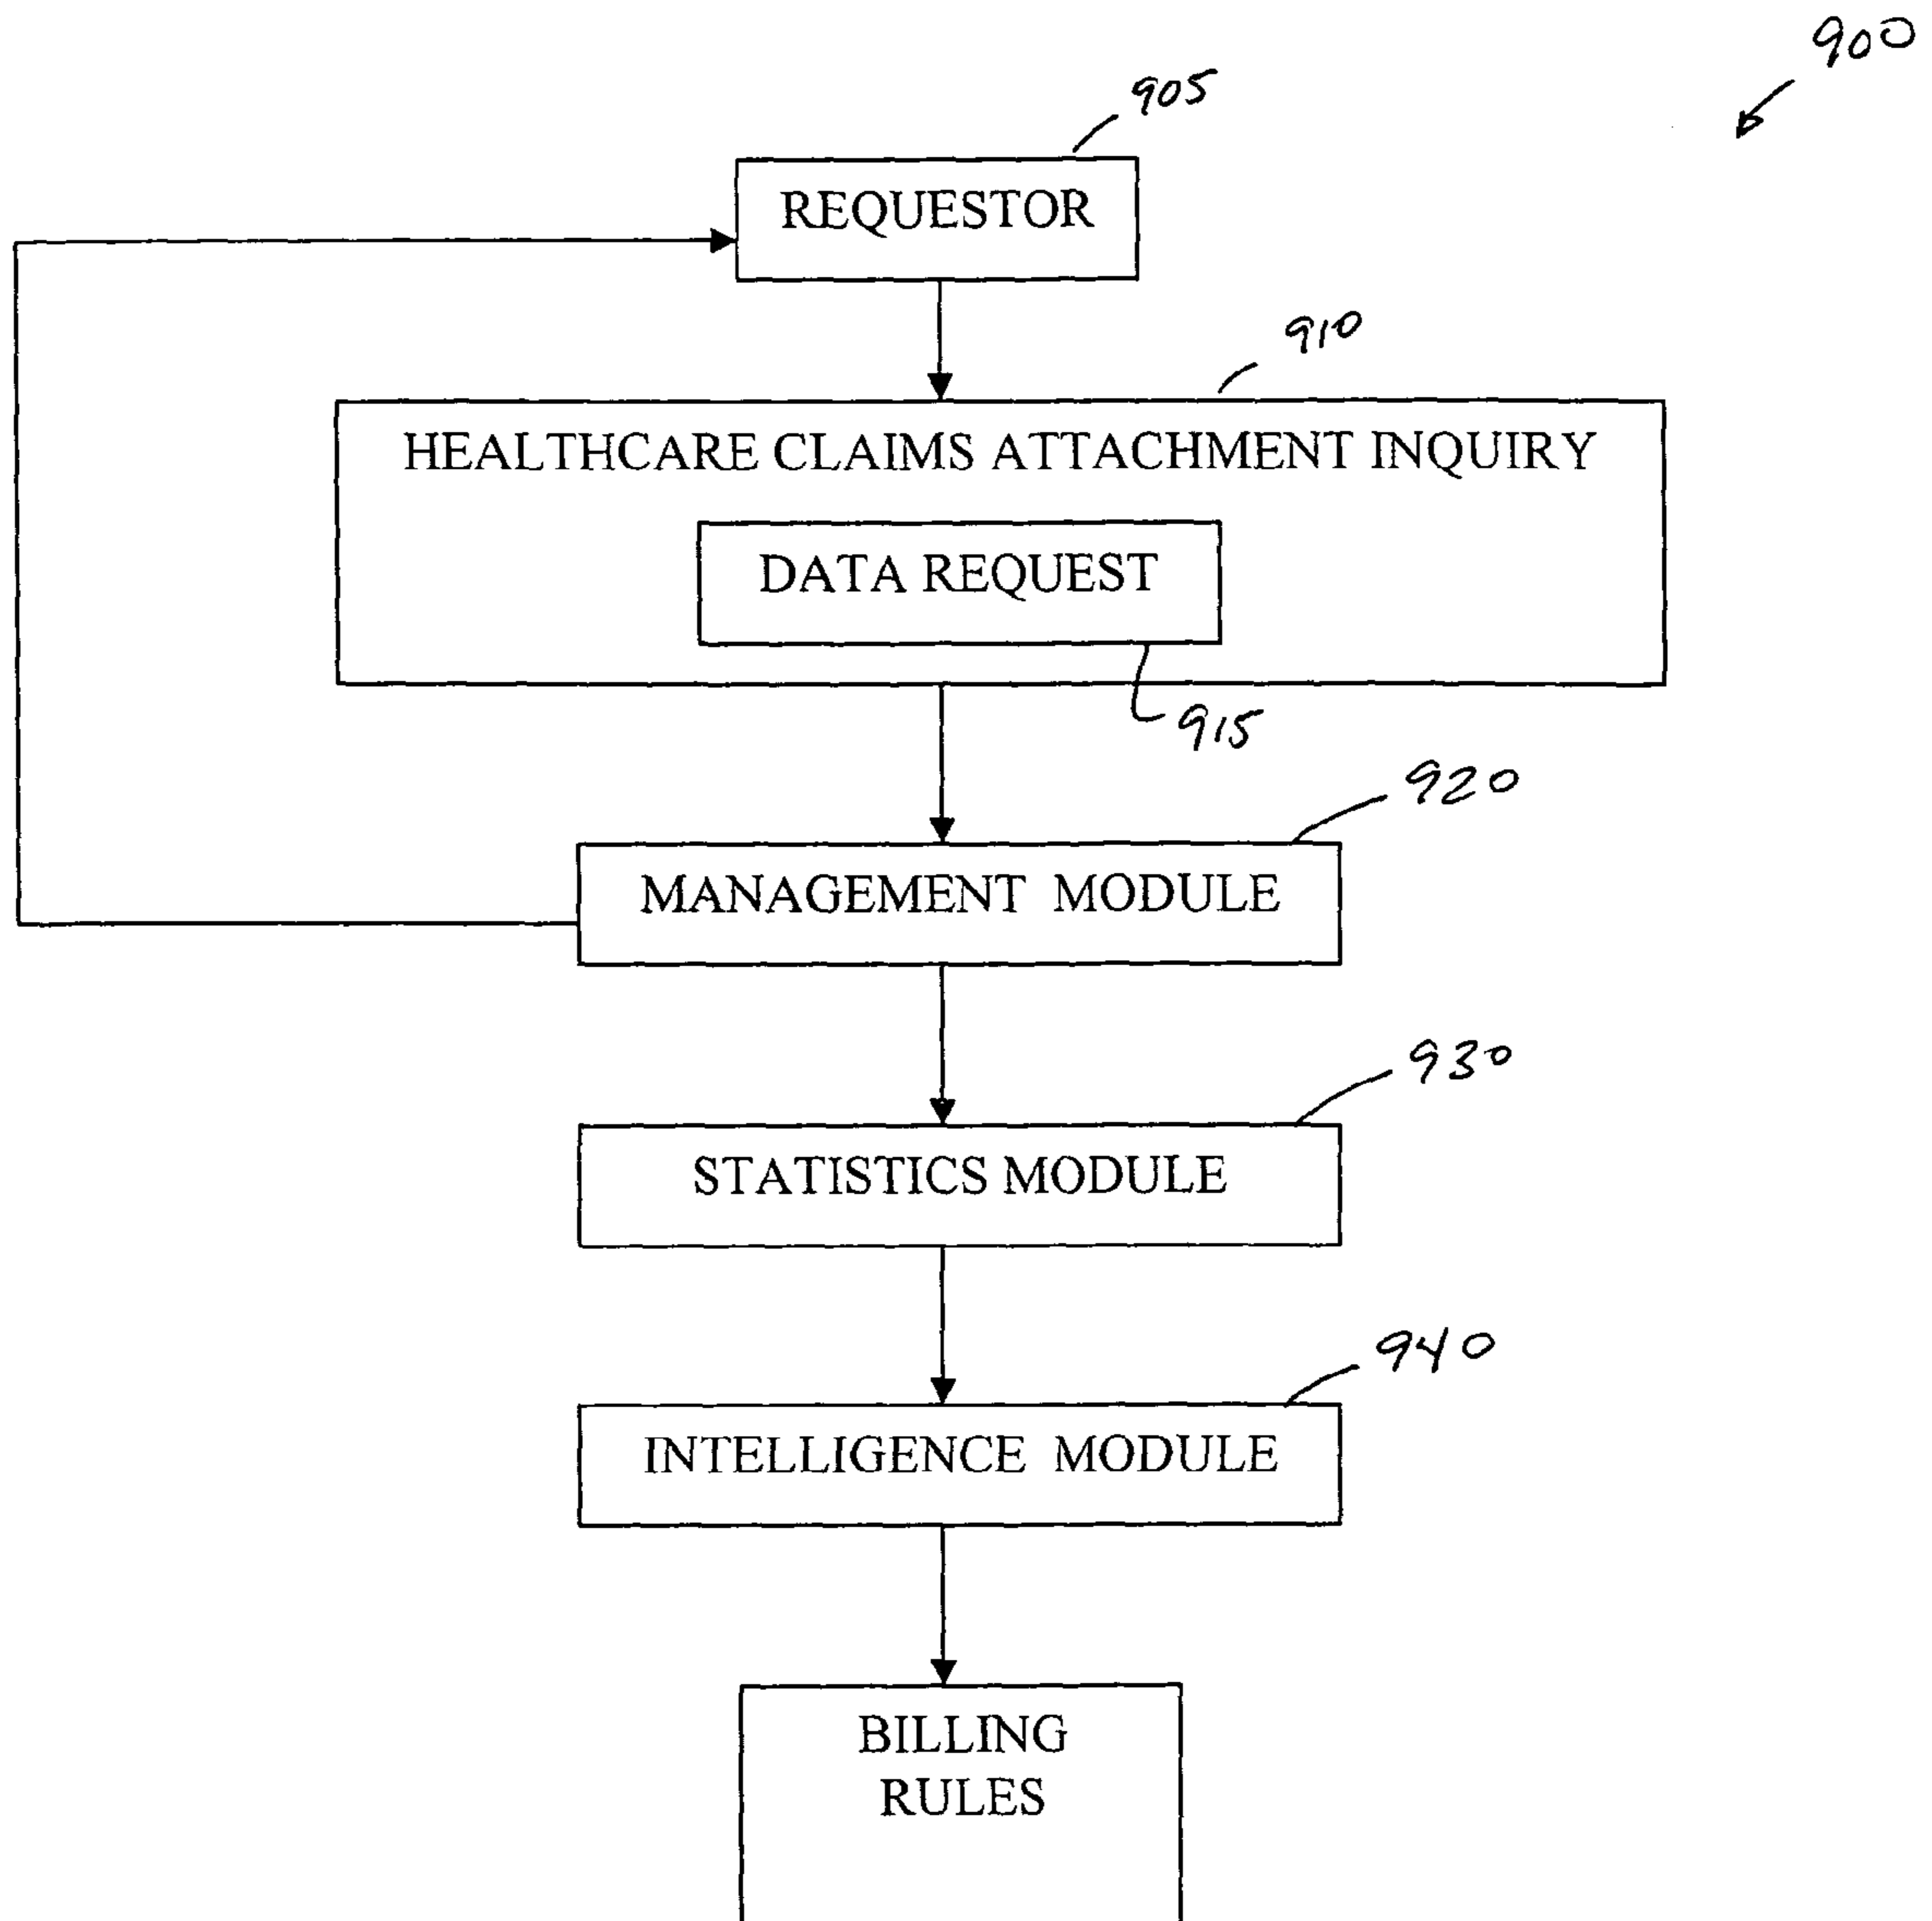 900
905
REQUESTOR
910
HEALTHCARE CLAIMS ATTACHMENT INQUIRY
DATA REQUEST
915
920
MANAGEMENT MODULE
930
STATISTICS MODULE
940
INTELLIGENCE MODULE
BILLING
RULES